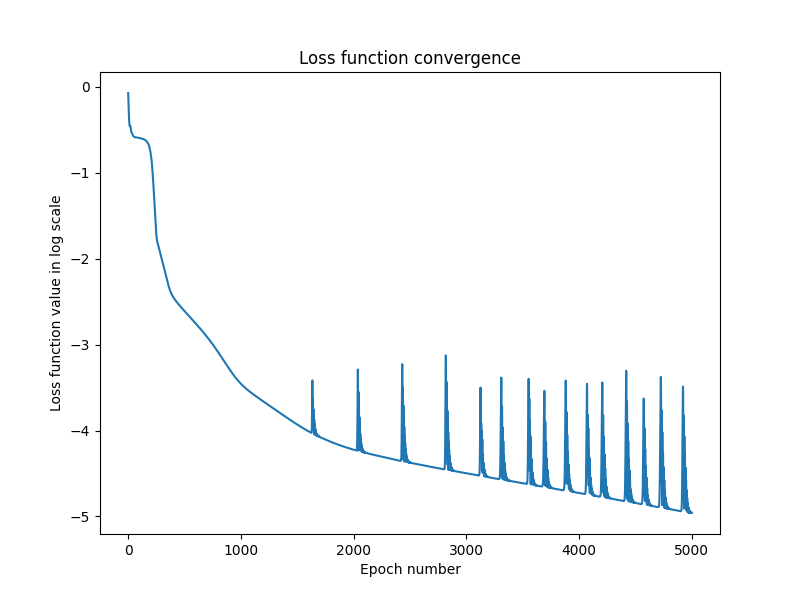 Loss function convergence
Loss function value in log scale
0
−1
−2
−3
−4
−5
0 1000 2000 3000 4000 5000
Epoch number